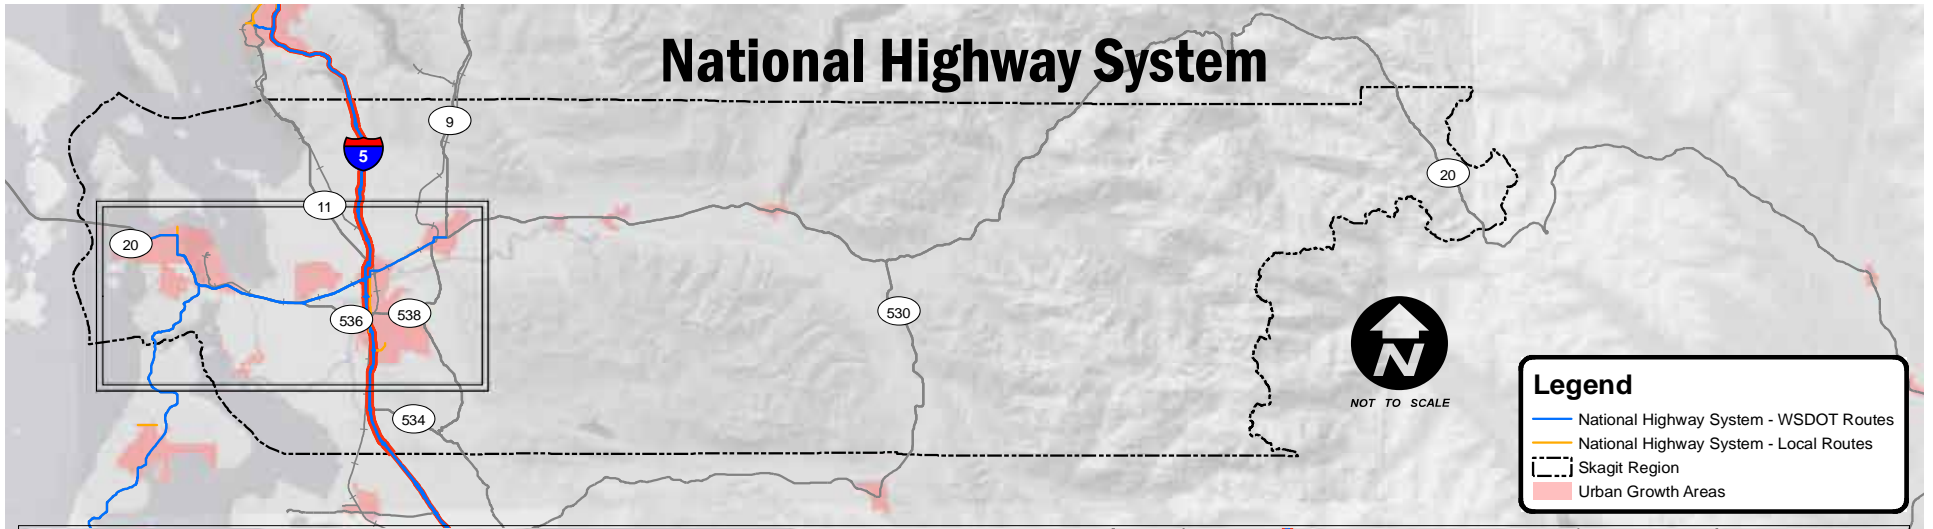 National Highway System
9
5
11
20
20
530
536
538
534
N
NOT TO SCALE
Legend
National Highway System - WSDOT Routes
National Highway System - Local Routes
Skagit Region
Urban Growth Areas